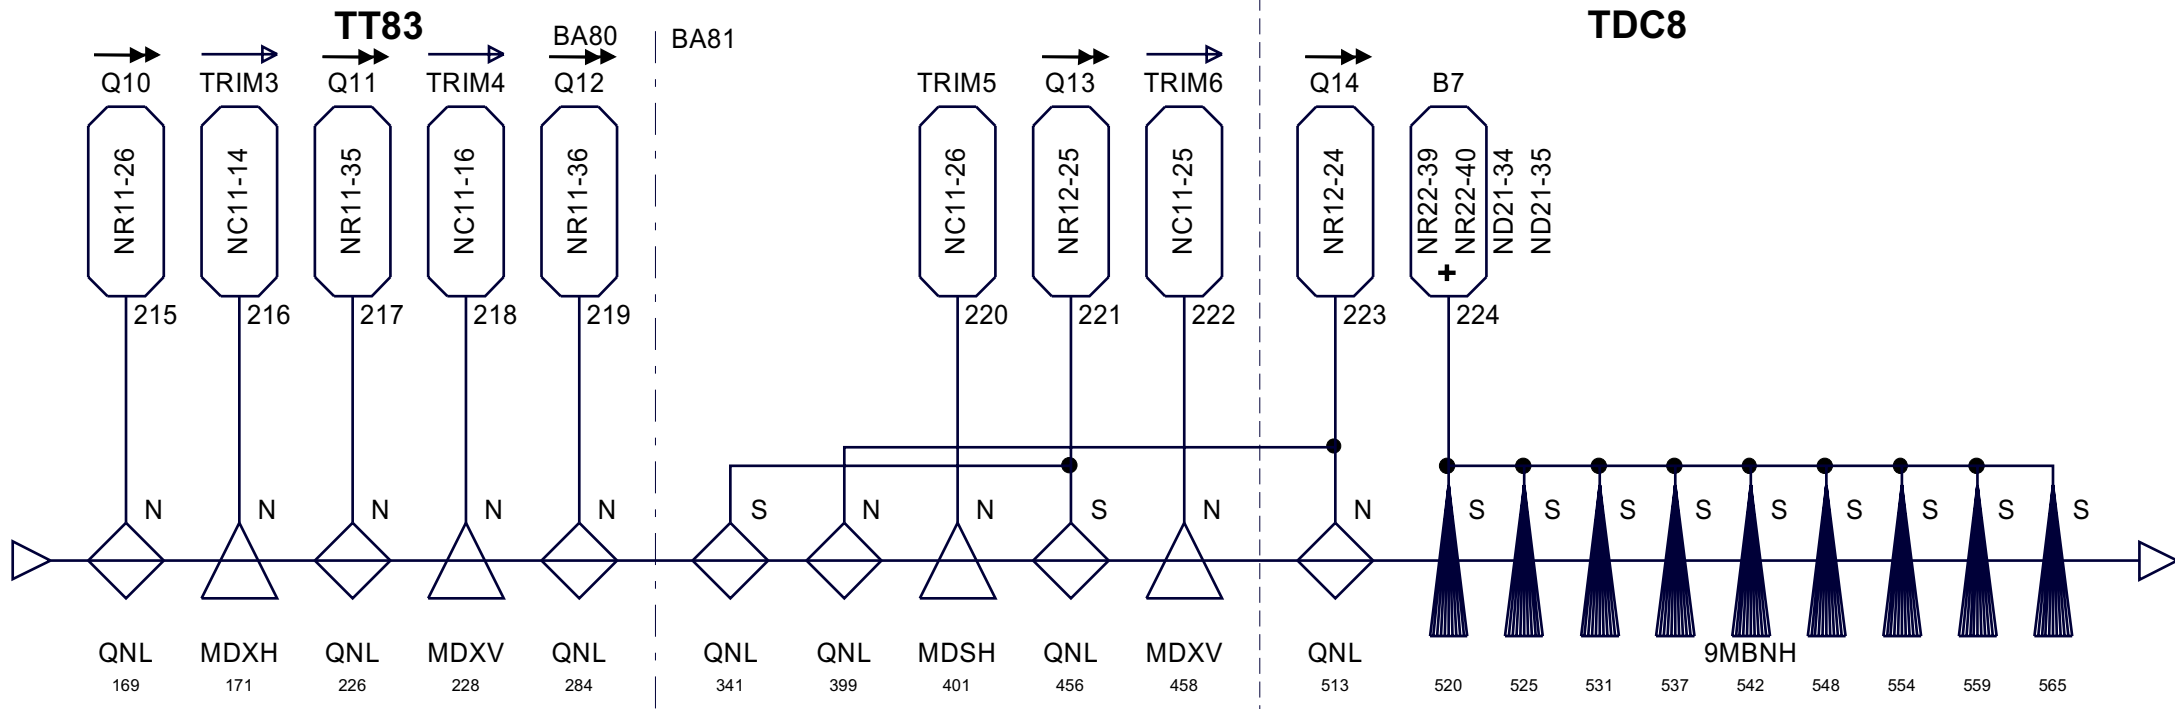 TT83
TDC8
BA80
BA81
Q10
TRIM3
Q11
TRIM4
Q12
TRIM5
Q13
TRIM6
Q14
B7
NR11-26
NC11-14
NR11-35
NC11-16
NR11-36
NC11-26
NR12-25
NC11-25
NR12-24
NR22-39
NR22-40
ND21-34
ND21-35
+
215
216
217
218
219
220
221
222
223
224
N
N
N
N
N
S
N
N
S
N
N
S
S
S
S
S
S
S
S
S
QNL
MDXH
QNL
MDXV
QNL
QNL
QNL
MDSH
QNL
MDXV
QNL
9MBNH
169
171
226
228
284
341
399
401
456
458
513
520
525
531
537
542
548
554
559
565